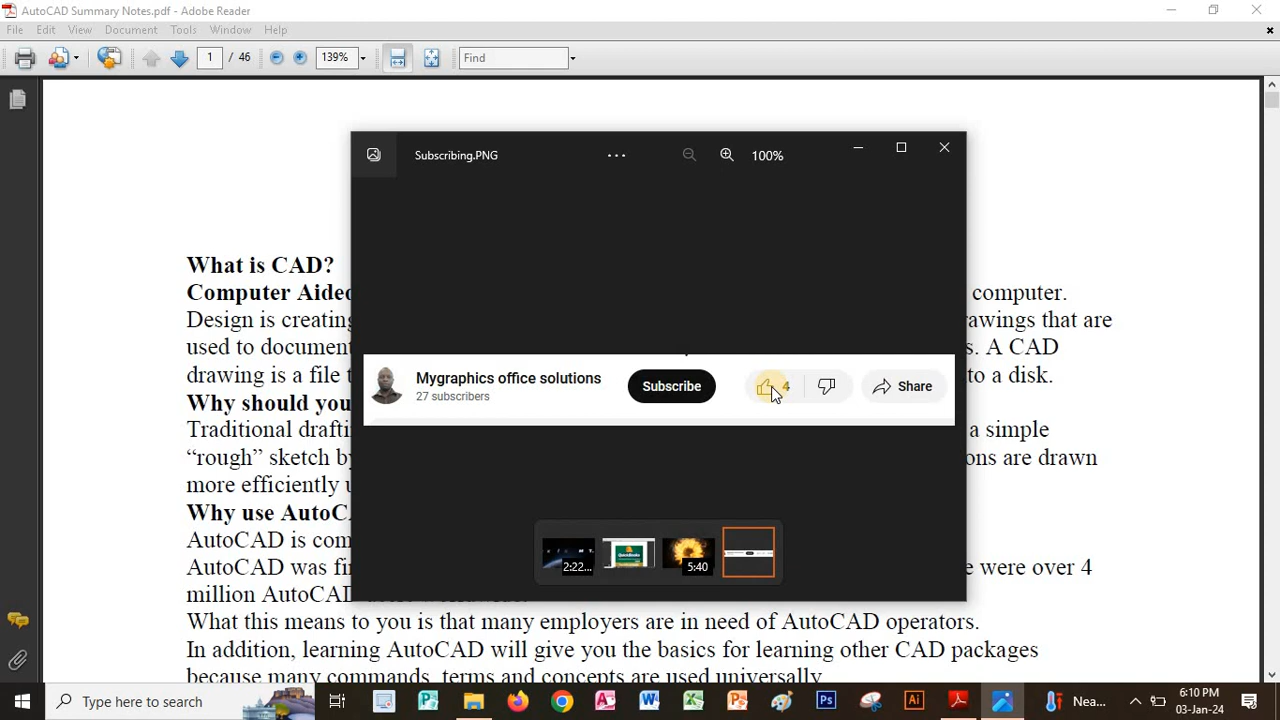 AutoCAD Summary Notes.pdf - Adobe Reader
File Edit View Document Tools Window Help
1 / 46 139% Find
Subscribing.PNG ... 100%
What is CAD?
Computer Aided computer.
Design is creating drawings that are
used to document s. A CAD
drawing is a file to a disk.
Why should you
Traditional drafting a simple
“rough” sketch by ons are drawn
more efficiently
Why use AutoCAD
AutoCAD is com
AutoCAD was fir e were over 4
million AutoCAD
What this means to you is that many employers are in need of AutoCAD operators.
In addition, learning AutoCAD will give you the basics for learning other CAD packages
because many commands, terms and concepts are used universally.
Mygraphics office solutions
27 subscribers
Subscribe
4
Share
QuickBooks
2:22...
5:40
Type here to search
Nea...
6:10 PM
03-Jan-24